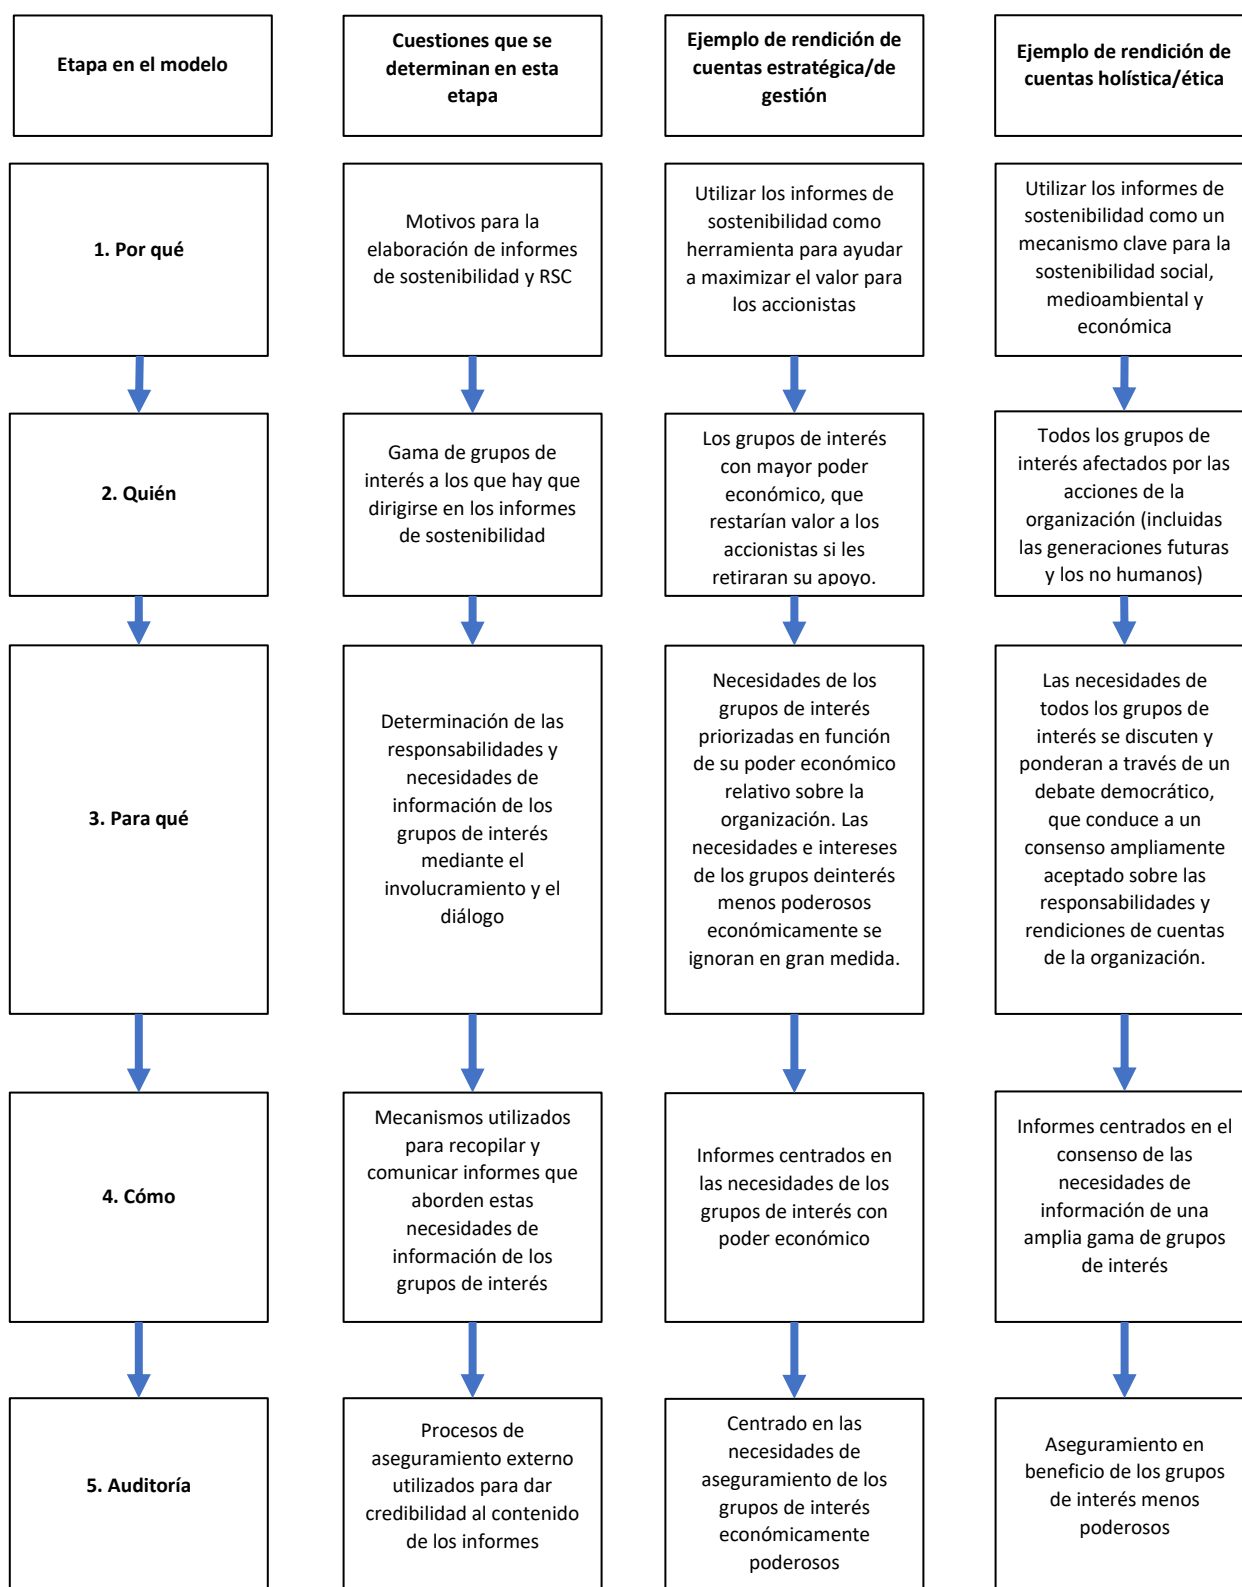 Etapa en el modelo
Cuestiones que se
determinan en esta
etapa
Ejemplo de rendición de
cuentas estratégica/de
gestión
Ejemplo de rendición de
cuentas holística/ética
1. Por qué
Motivos para la
elaboración de informes
de sostenibilidad y RSC
Utilizar los informes de
sostenibilidad como
herramienta para ayudar
a maximizar el valor para
los accionistas
Utilizar los informes de
sostenibilidad como un
mecanismo clave para la
sostenibilidad social,
medioambiental y
económica
2. Quién
Gama de grupos de
interés a los que hay que
dirigirse en los informes
de sostenibilidad
Los grupos de interés
con mayor poder
económico, que
restarían valor a los
accionistas si les
retiraran su apoyo.
Todos los grupos de
interés afectados por las
acciones de la
organización (incluidas
las generaciones futuras
y los no humanos)
3. Para qué
Determinación de las
responsabilidades y
necesidades de
información de los
grupos de interés
mediante el
involucramiento y el
diálogo
Necesidades de los
grupos de interés
priorizadas en función
de su poder económico
relativo sobre la
organización. Las
necesidades e intereses
de los grupos deinterés
menos poderosos
económicamente se
ignoran en gran medida.
Las necesidades de
todos los grupos de
interés se discuten y
ponderan a través de un
debate democrático,
que conduce a un
consenso ampliamente
aceptado sobre las
responsabilidades y
rendiciones de cuentas
de la organización.
4. Cómo
Mecanismos utilizados
para recopilar y
comunicar informes que
aborden estas
necesidades de
información de los
grupos de interés
Informes centrados en
las necesidades de los
grupos de interés con
poder económico
Informes centrados en el
consenso de las
necesidades de
información de una
amplia gama de grupos
de interés
5. Auditoría
Procesos de
aseguramiento externo
utilizados para dar
credibilidad al contenido
de los informes
Centrado en las
necesidades de
aseguramiento de los
grupos de interés
económicamente
poderosos
Aseguramiento en
beneficio de los grupos
de interés menos
poderosos